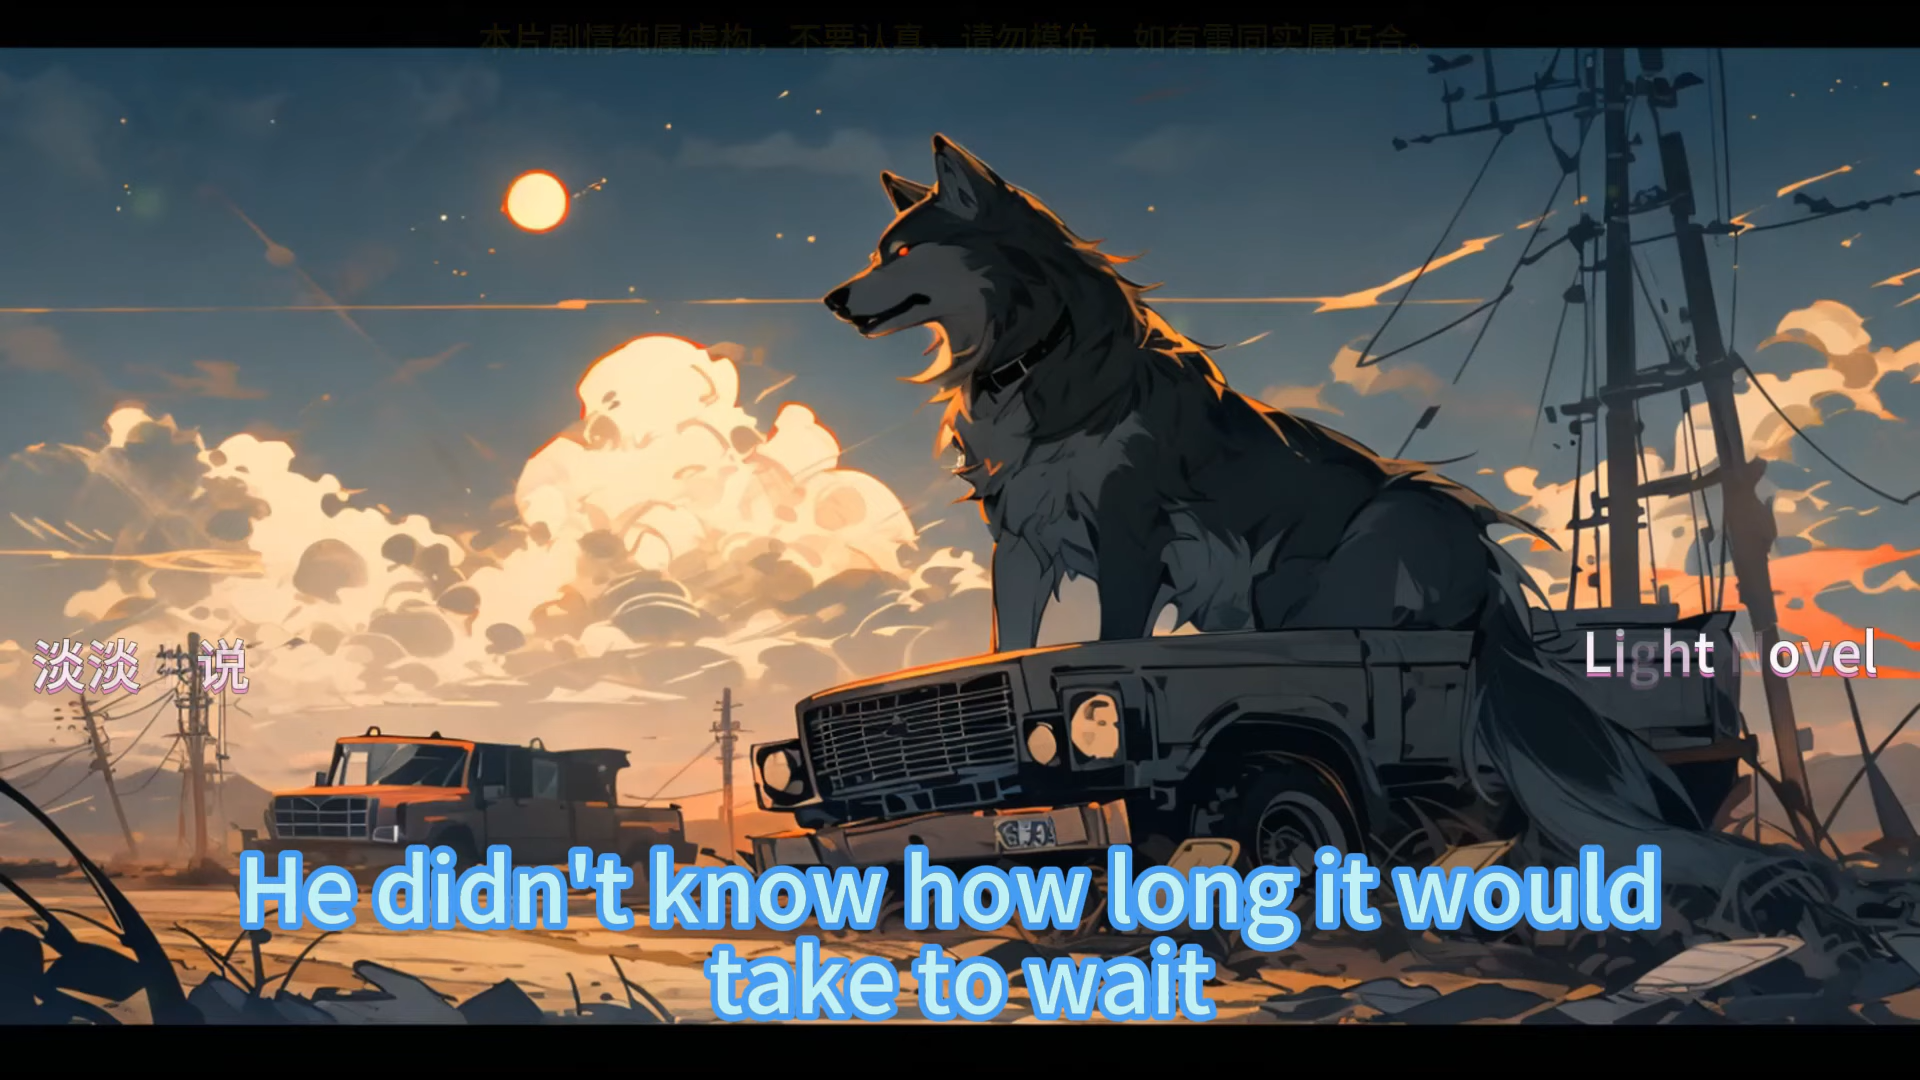 本片剧情纯属虚构，不要认真，请勿模仿，如有雷同实属巧合。
淡淡 说
Light Novel
He didn't know how long it would
take to wait